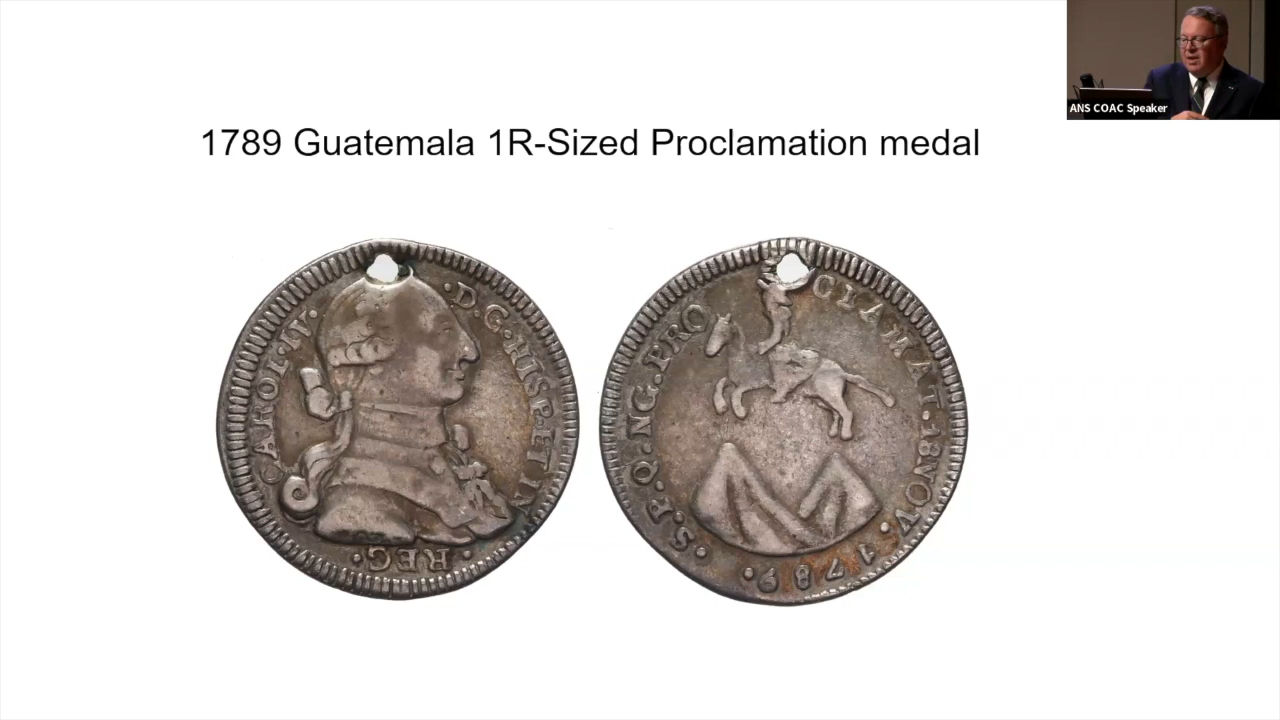 ANS COAC Speaker
1789 Guatemala 1R-Sized Proclamation medal
CAROL·IV· ·D·G·HISP·ET IN
·REG·
S·P·Q·NG·PRO CLAMAT·18
1789·